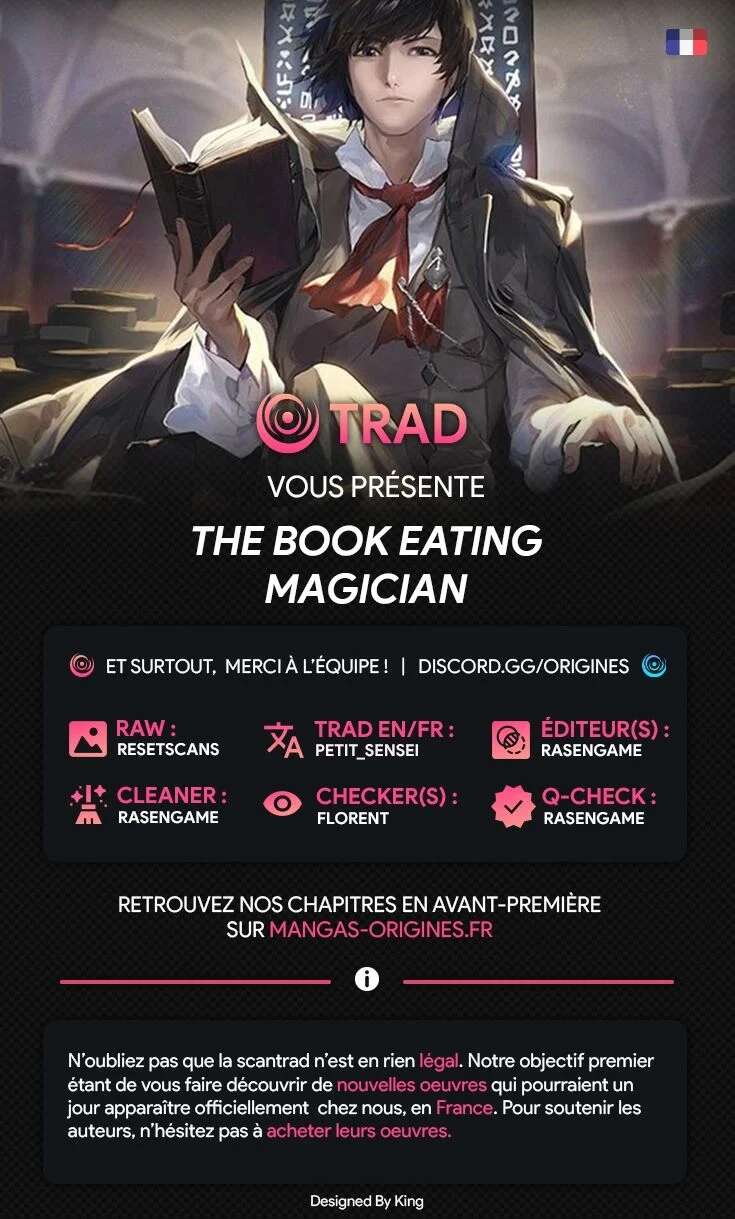 TRAD
VOUS PRÉSENTE
THE BOOK EATING
MAGICIAN
ET SURTOUT, MERCI À L'ÉQUIPE ! | DISCORD.GG/ORIGINES
RAW :
RESETSCANS
TRAD EN/FR :
PETIT_SENSEI
ÉDITEUR(S) :
RASENGAME
CLEANER :
RASENGAME
CHECKER(S) :
FLORENT
Q-CHECK :
RASENGAME
RETROUVEZ NOS CHAPITRES EN AVANT-PREMIÈRE
SUR MANGAS-ORIGINES.FR
N'oubliez pas que la scantrad n'est en rien légal. Notre objectif premier
étant de vous faire découvrir de nouvelles oeuvres qui pourraient un
jour apparaître officiellement chez nous, en France. Pour soutenir les
auteurs, n'hésitez pas à acheter leurs oeuvres.
Designed By King